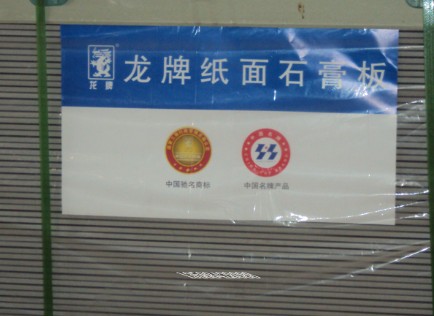 龙牌纸面石膏板
龙牌
中国驰名商标
中国名牌产品